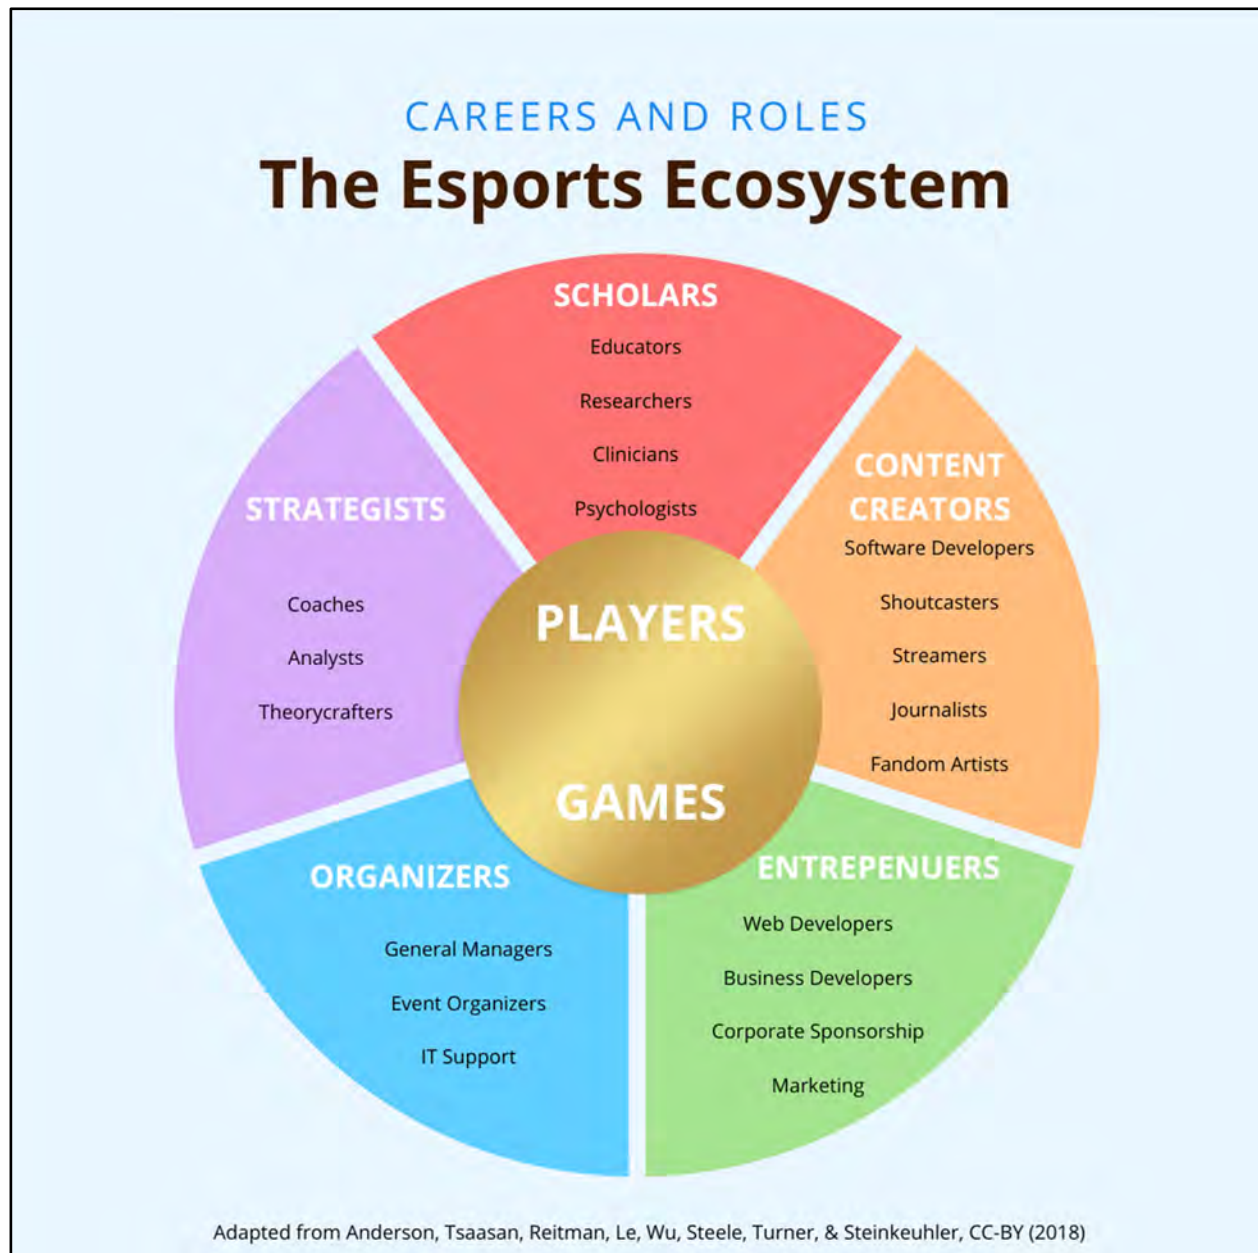 CAREERS AND ROLES
The Esports Ecosystem
SCHOLARS
Educators
Researchers
Clinicians
Psychologists
CONTENT
CREATORS
Software Developers
Shoutcasters
Streamers
Journalists
Fandom Artists
STRATEGISTS
Coaches
Analysts
Theorycrafters
PLAYERS
GAMES
ORGANIZERS
General Managers
Event Organizers
IT Support
ENTREPENUERS
Web Developers
Business Developers
Corporate Sponsorship
Marketing
Adapted from Anderson, Tsaasan, Reitman, Le, Wu, Steele, Turner, & Steinkeuhler, CC-BY (2018)